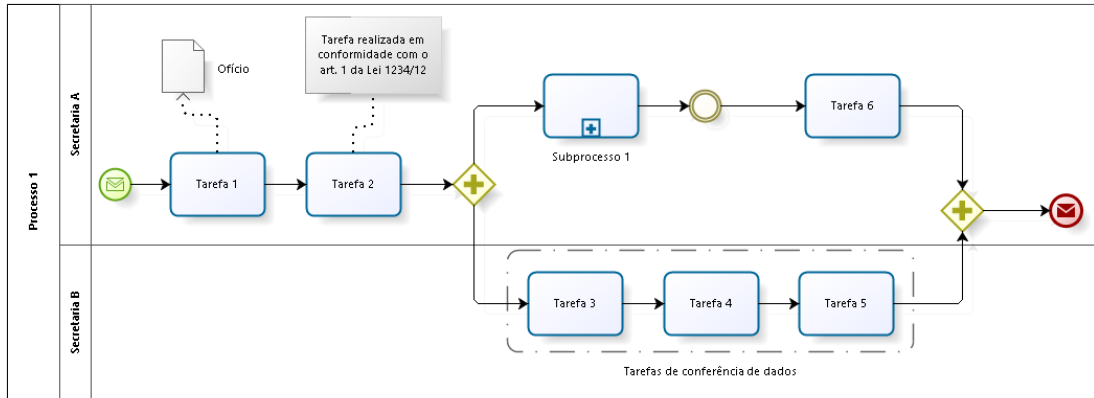 Processo 1
Secretaria A
Ofício
Tarefa realizada em
conformidade com o
art. 1 da Lei 1234/12
Tarefa 1
Tarefa 2
Subprocesso 1
Tarefa 6
Secretaria B
Tarefa 3
Tarefa 4
Tarefa 5
Tarefas de conferência de dados